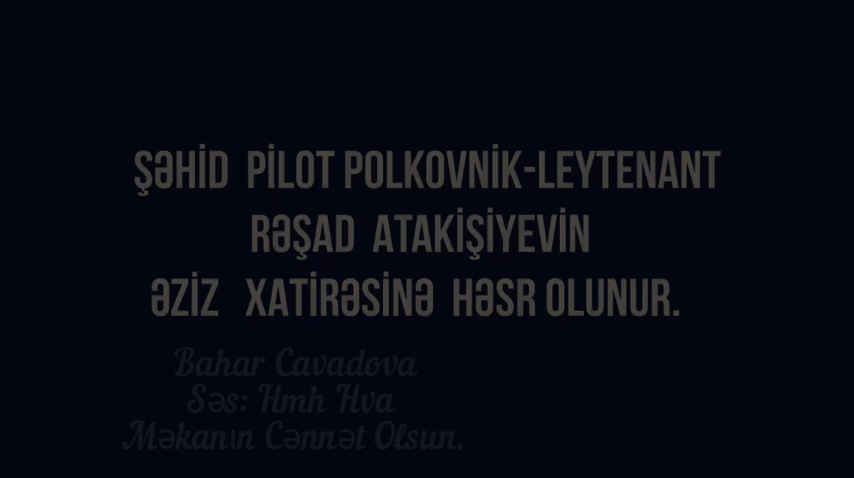 ŞƏHİD PİLOT POLKOVNİK-LEYTENANT
RƏŞAD ATAKİŞİYEVİN
ƏZİZ XATİRƏSİNƏ HƏSR OLUNUR.
Bahar Cavadova
Səs: Hmh Hva
Məkanın Cənnət Olsun.